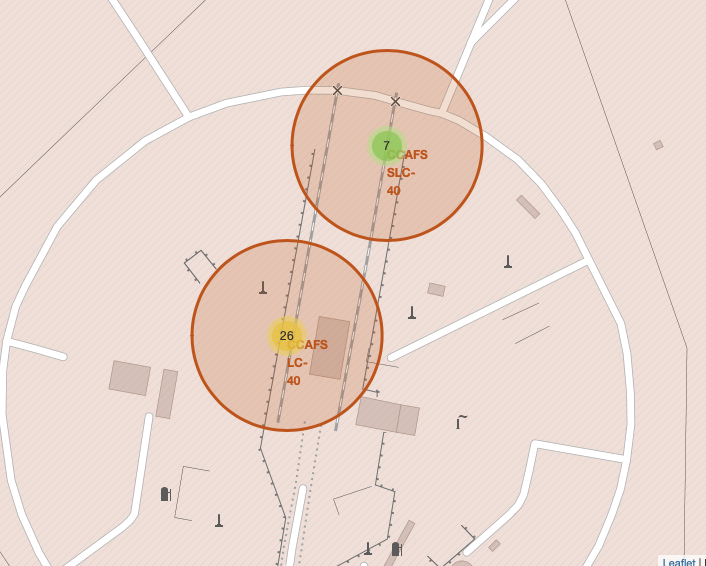 7
CCAFS
SLC-
40
26
CCAFS
LC-
40
Leaflet |